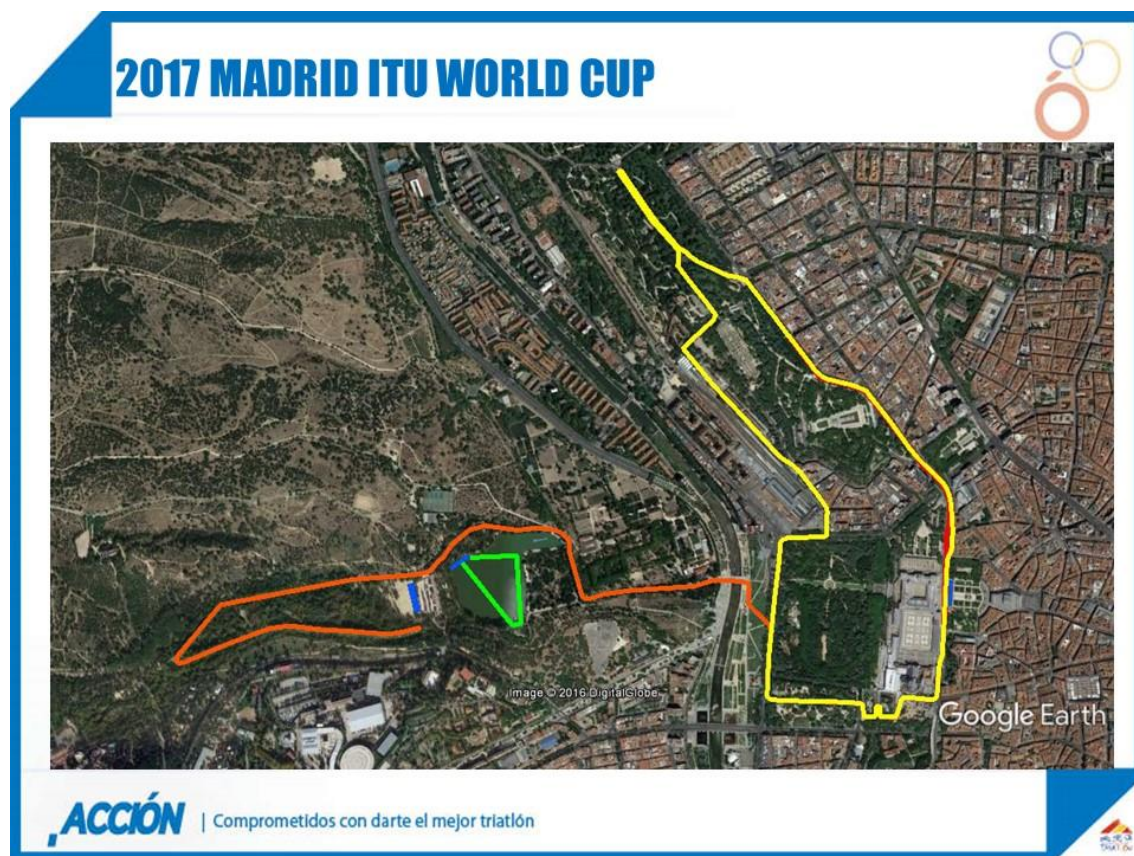 2017 MADRID ITU WORLD CUP
Image © 2016 DigitalGlobe
Google Earth
ACCIÓN | Comprometidos con darte el mejor triatlón